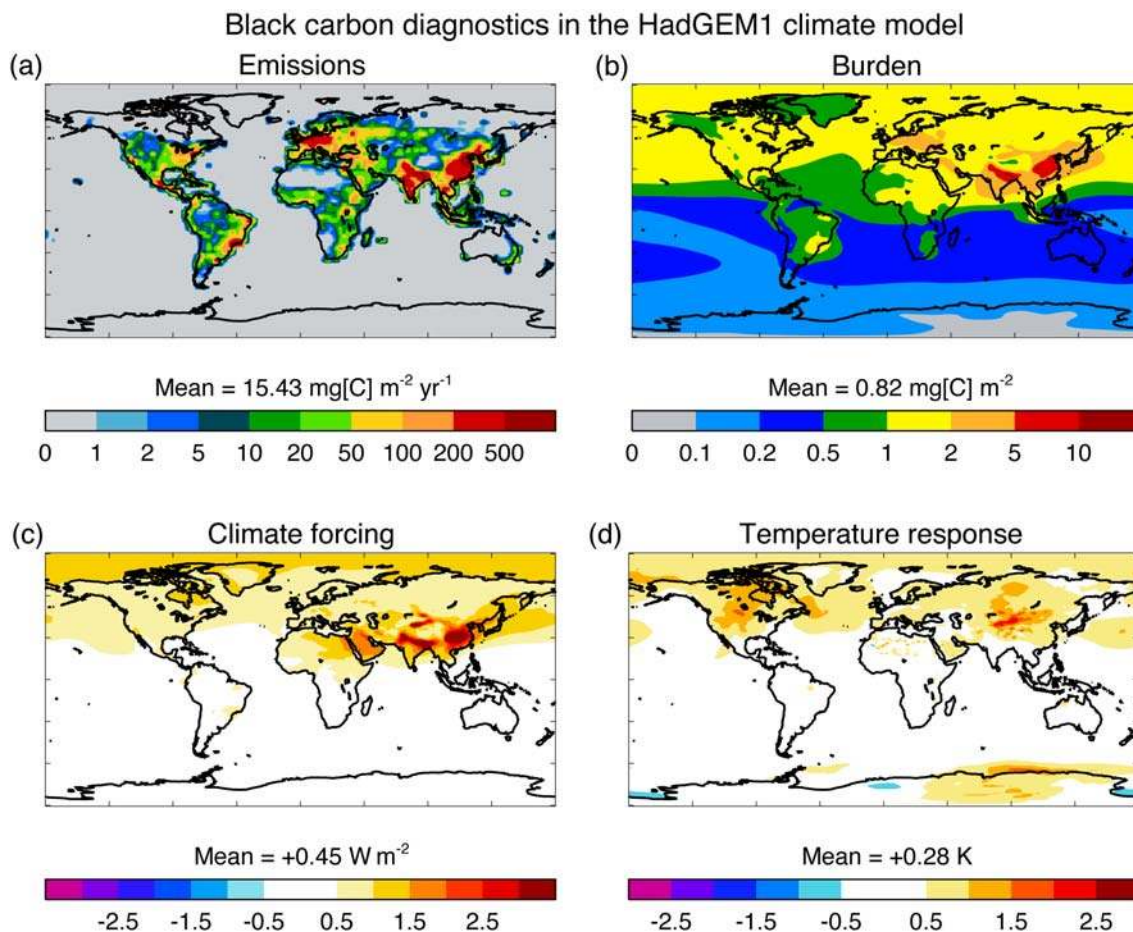 Black carbon diagnostics in the HadGEM1 climate model
(a) Emissions
(b) Burden
Mean = 15.43 mg[C] m⁻² yr⁻¹
0 1 2 5 10 20 50 100 200 500
Mean = 0.82 mg[C] m⁻²
0 0.1 0.2 0.5 1 2 5 10
(c) Climate forcing
(d) Temperature response
Mean = +0.45 W m⁻²
-2.5 -1.5 -0.5 0.5 1.5 2.5
Mean = +0.28 K
-2.5 -1.5 -0.5 0.5 1.5 2.5